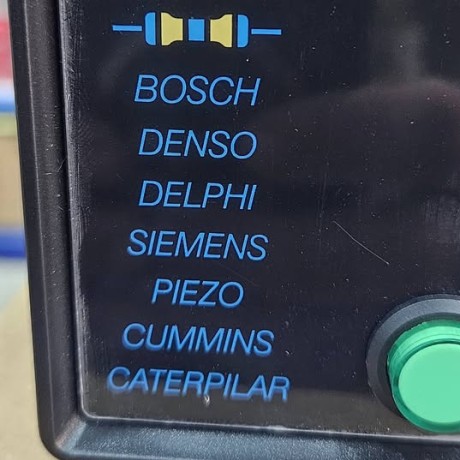 BOSCH
DENSO
DELPHI
SIEMENS
PIEZO
CUMMINS
CATERPILAR